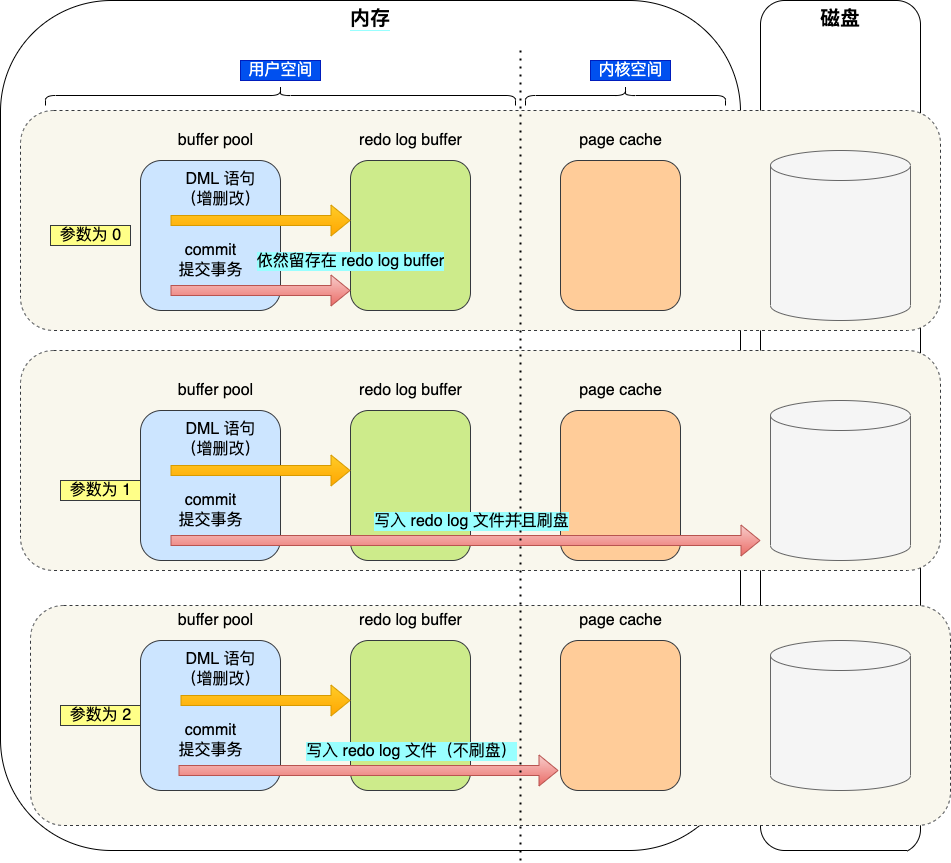 内存
磁盘
用户空间
内核空间
buffer pool
redo log buffer
page cache
DML 语句
（增删改）
参数为 0
commit
提交事务
依然留存在 redo log buffer
buffer pool
redo log buffer
page cache
DML 语句
（增删改）
参数为 1
commit
提交事务
写入 redo log 文件并且刷盘
buffer pool
redo log buffer
page cache
DML 语句
（增删改）
参数为 2
commit
提交事务
写入 redo log 文件（不刷盘）